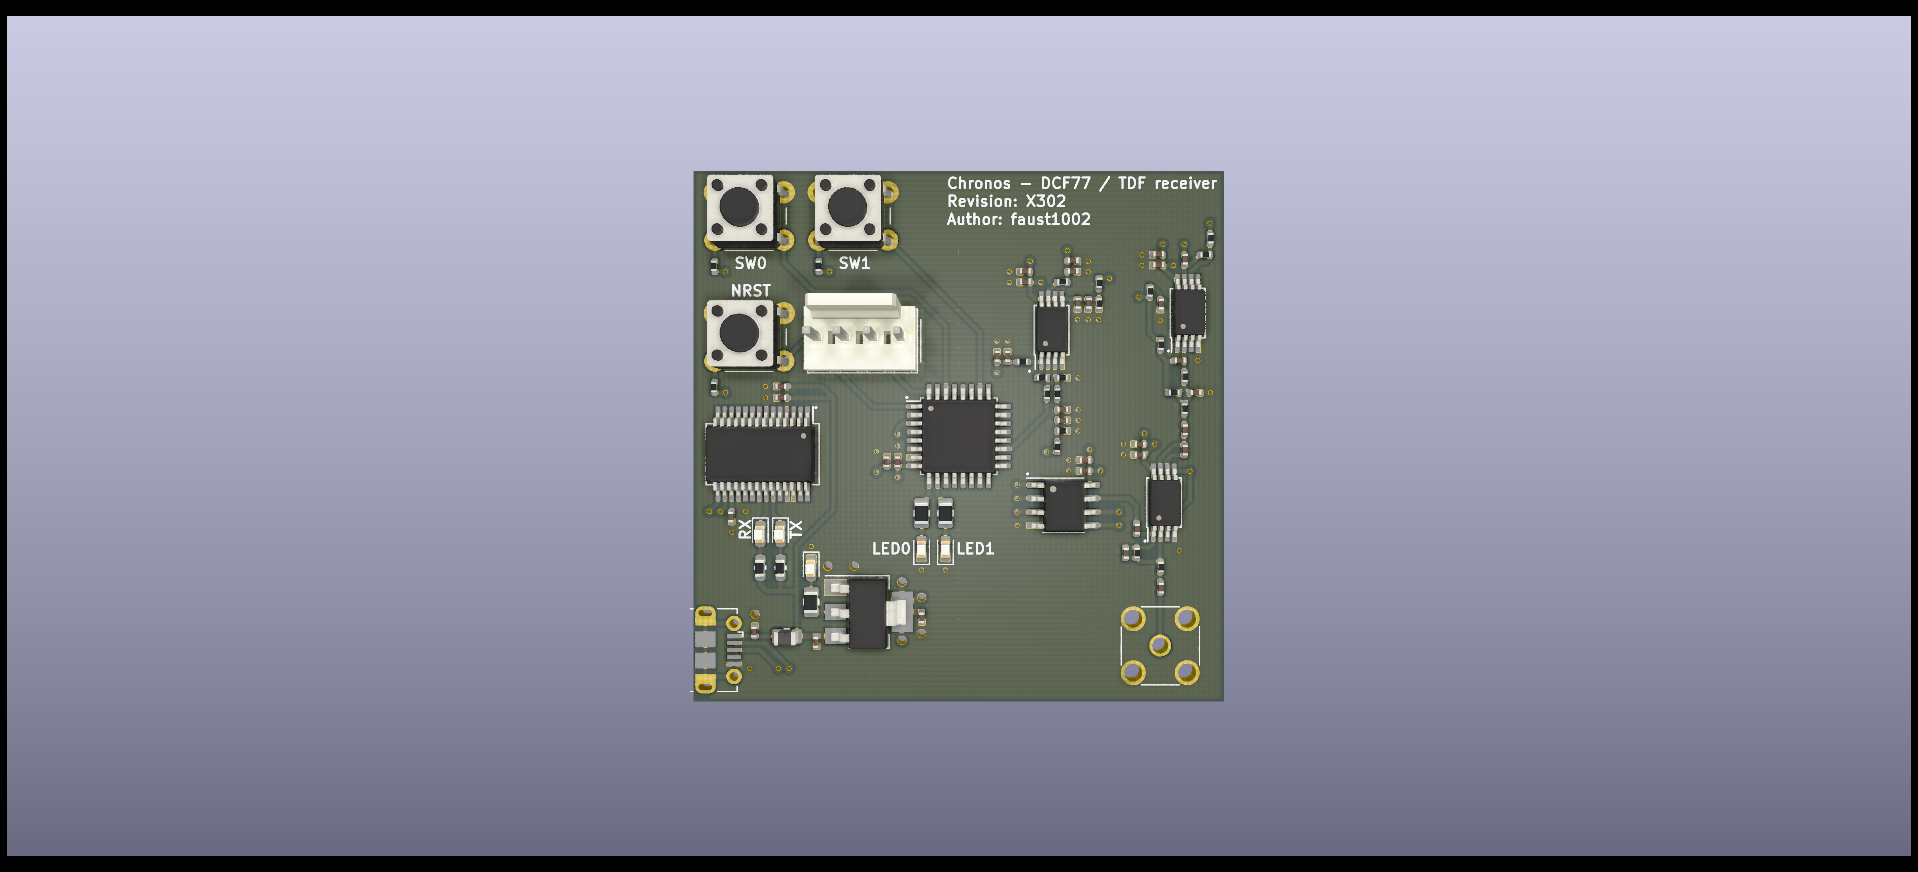 Chronos – DCF77 / TDF receiver
Revision: X302
Author: faust1002
SW0
SW1
NRST
RX
TX
LED0
LED1